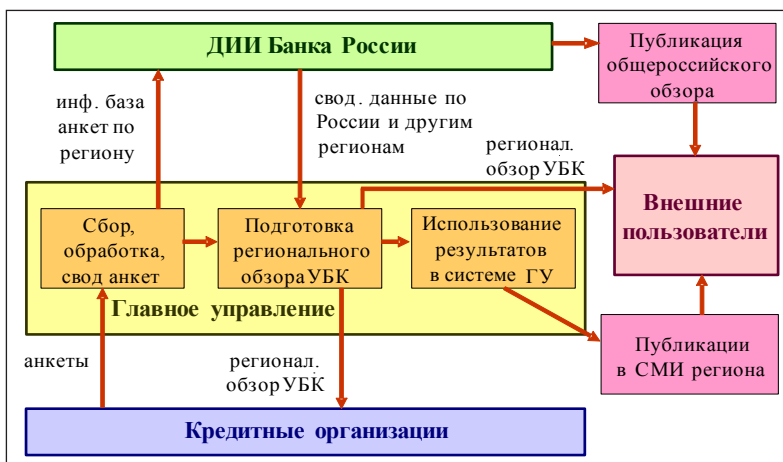 ДИИ Банка России
Публикация
общероссийского
обзора
инф. база
анкет по
региону
свод. данные по
России и другим
регионам
регионал.
обзор УБК
Внешние
пользователи
Сбор,
обработка,
свод анкет
Подготовка
регионального
обзора УБК
Использование
результатов
в системе ГУ
Главное управление
анкеты
регионал.
обзор УБК
Публикации
в СМИ региона
Кредитные организации